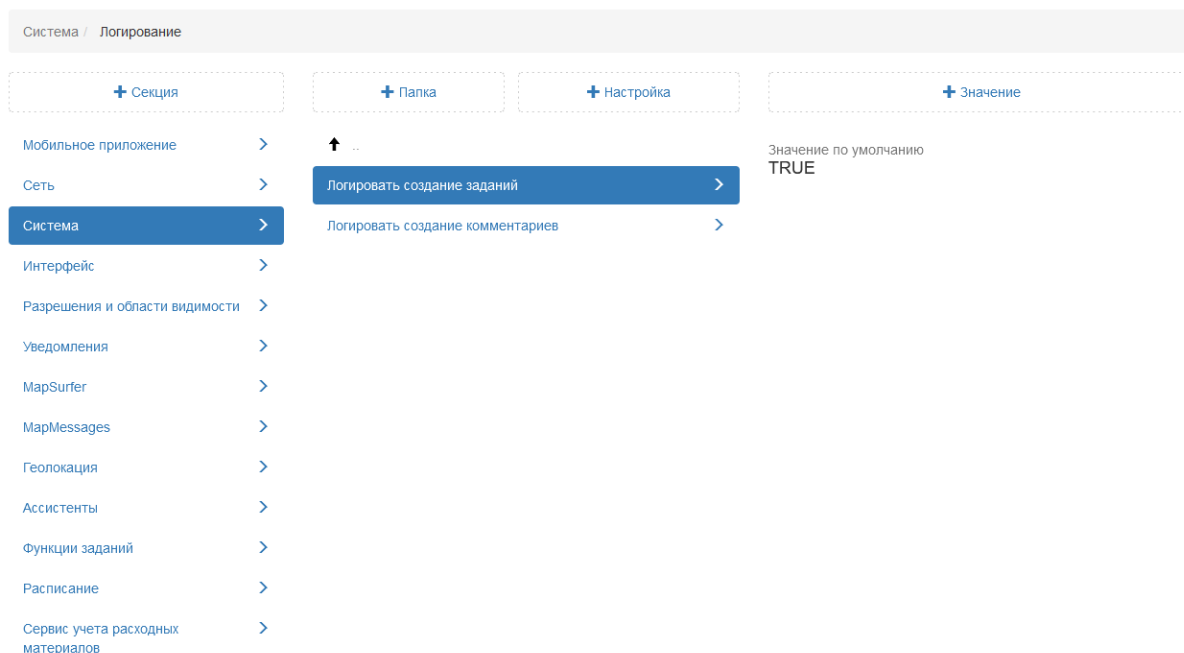 Система / Логирование
Секция
Папка
Настройка
Значение
Мобильное приложение
Сеть
Система
Интерфейс
Разрешения и области видимости
Уведомления
MapSurfer
MapMessages
Геолокация
Ассистенты
Функции заданий
Расписание
Сервис учета расходных
материалов
..
Логировать создание заданий
Логировать создание комментариев
Значение по умолчанию
TRUE